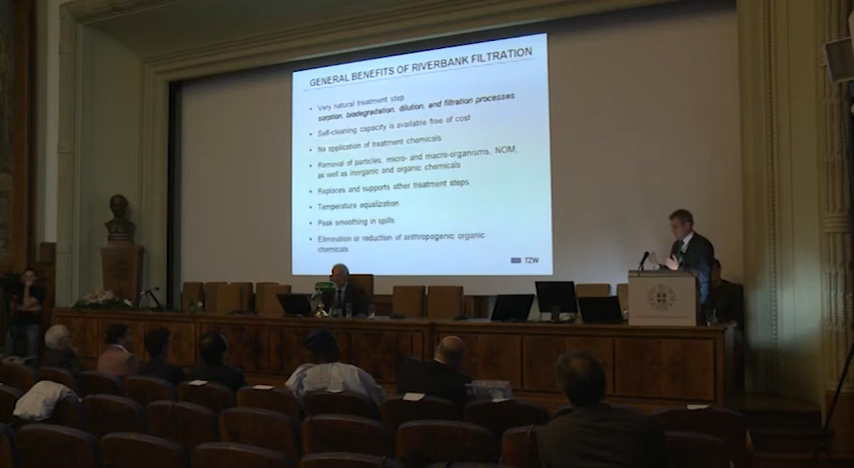 GENERAL BENEFITS OF RIVERBANK FILTRATION
• Very natural treatment step
sorption, biodegradation, dilution, and filtration processes
• Self-cleaning capacity is available free of cost
• No application of treatment chemicals
• Removal of particles, micro- and macro-organisms, NOM,
as well as inorganic and organic chemicals
• Replaces and supports other treatment steps
• Temperature equalization
• Peak smoothing in spills
• Elimination or reduction of anthropogenic organic
chemicals
TZW